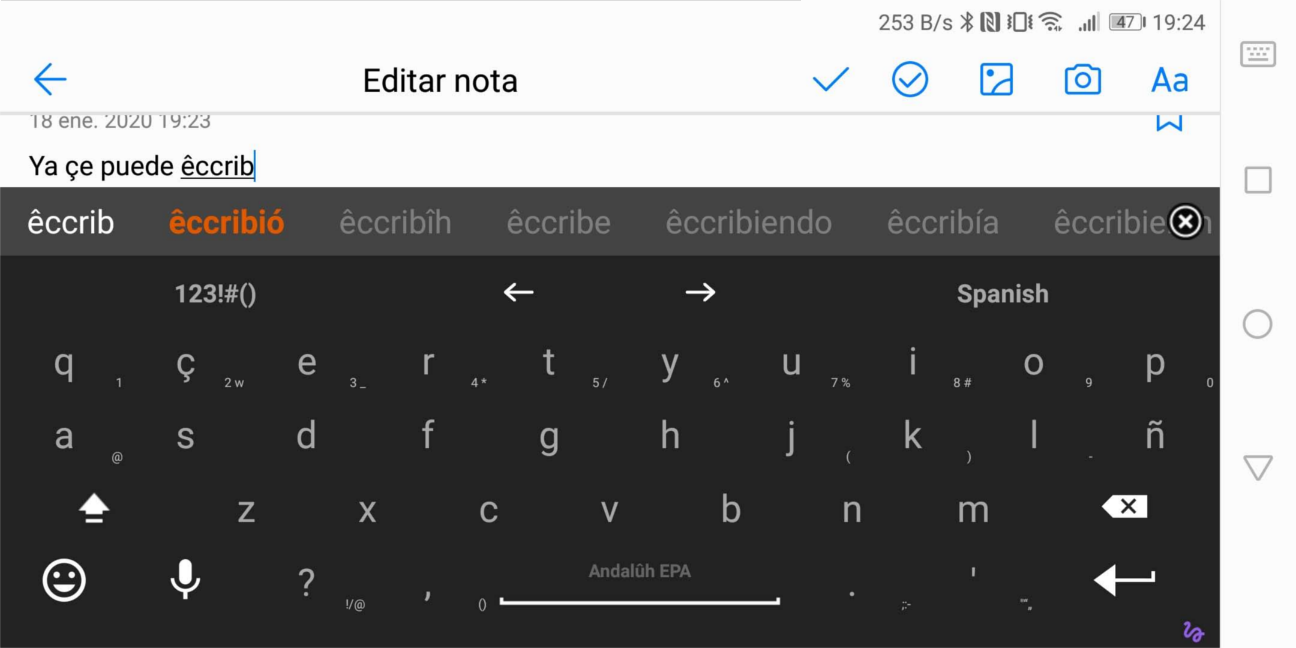 253 B/s 47 19:24
Editar nota Aa
18 ene. 2020 19:23
Ya çe puede êccrib
êccrib êccribió êccribîh êccribe êccribiendo êccribía
123!#() ← → Spanish
q 1 ç 2 w e 3 _ r 4 * t 5 / y 6 ^ u 7 % i 8 # o 9 p 0
a @ s d f g h j ( k ) l - ñ
z x c v b n m
? !/@ , () Andalûh EPA . ;:- ' "",,